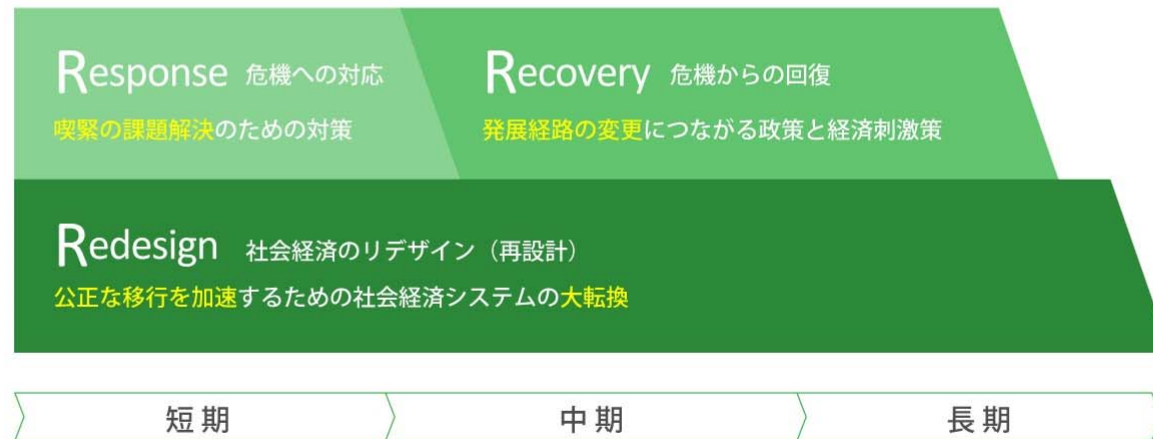 Response 危機への対応
喫緊の課題解決のための対策
Recovery 危機からの回復
発展経路の変更につながる政策と経済刺激策
Redesign 社会経済のリデザイン（再設計）
公正な移行を加速するための社会経済システムの大転換
短期
中期
長期